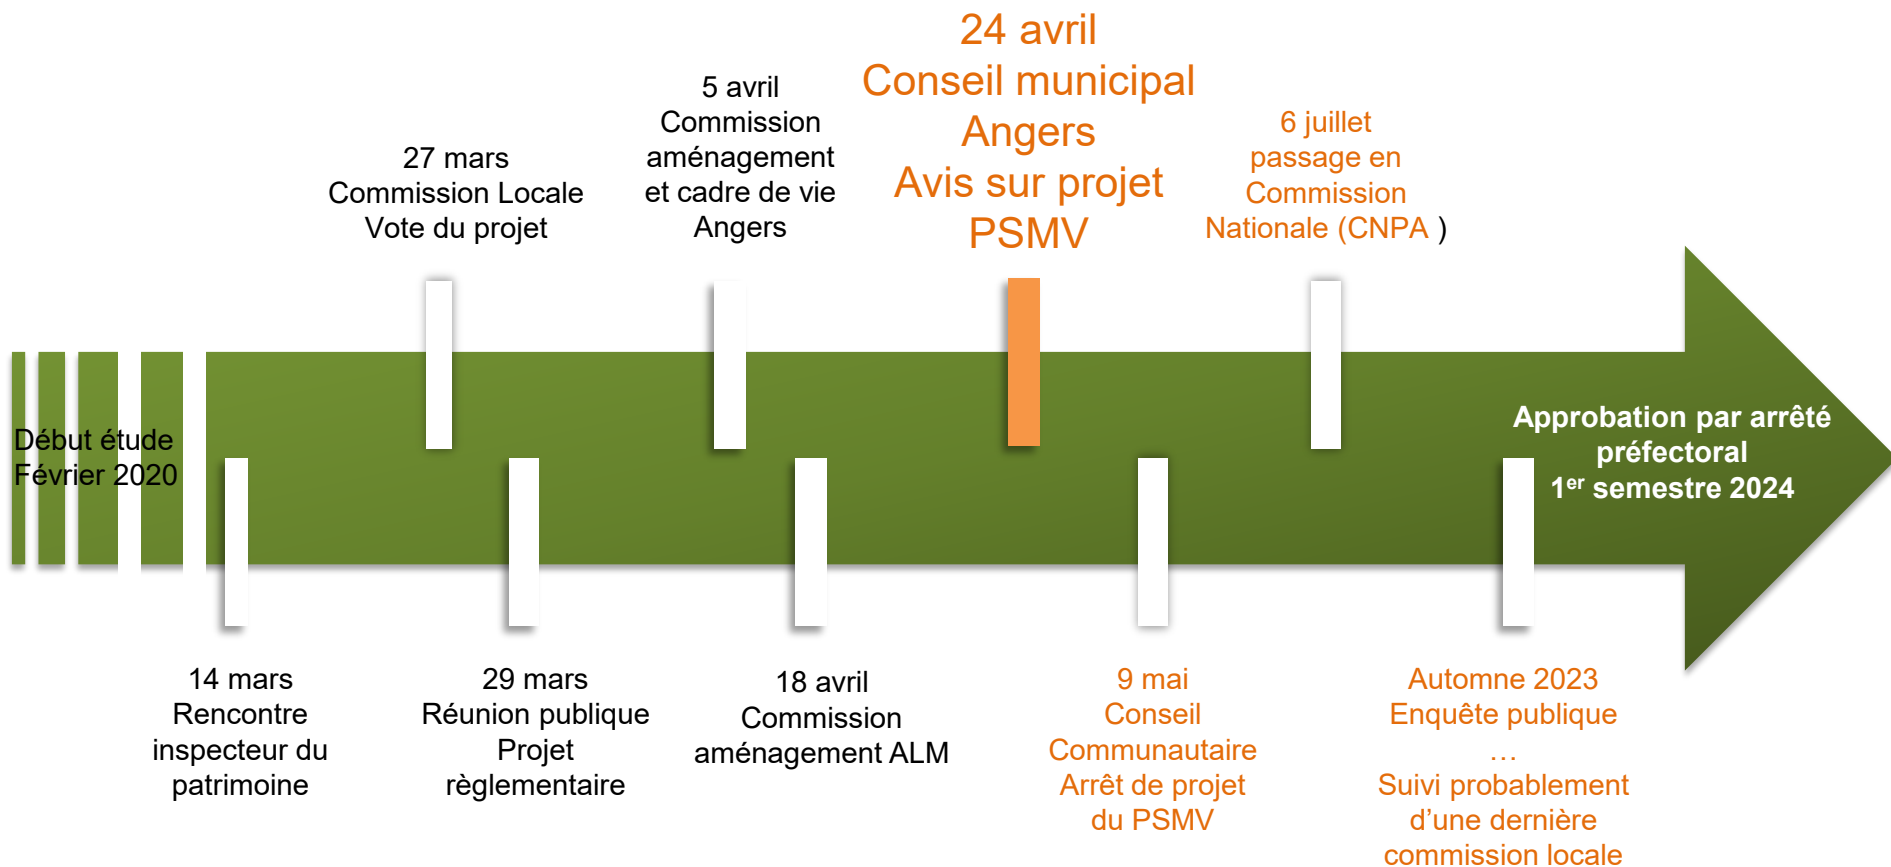 24 avril
Conseil municipal
Angers
Avis sur projet
PSMV
5 avril
Commission
aménagement
et cadre de vie
Angers
6 juillet
passage en
Commission
Nationale (CNPA )
27 mars
Commission Locale
Vote du projet
Début étude
Février 2020
Approbation par arrêté
préfectoral
1er semestre 2024
14 mars
Rencontre
inspecteur du
patrimoine
29 mars
Réunion publique
Projet
règlementaire
18 avril
Commission
aménagement ALM
9 mai
Conseil
Communautaire
Arrêt de projet
du PSMV
Automne 2023
Enquête publique
…
Suivi probablement
d’une dernière
commission locale